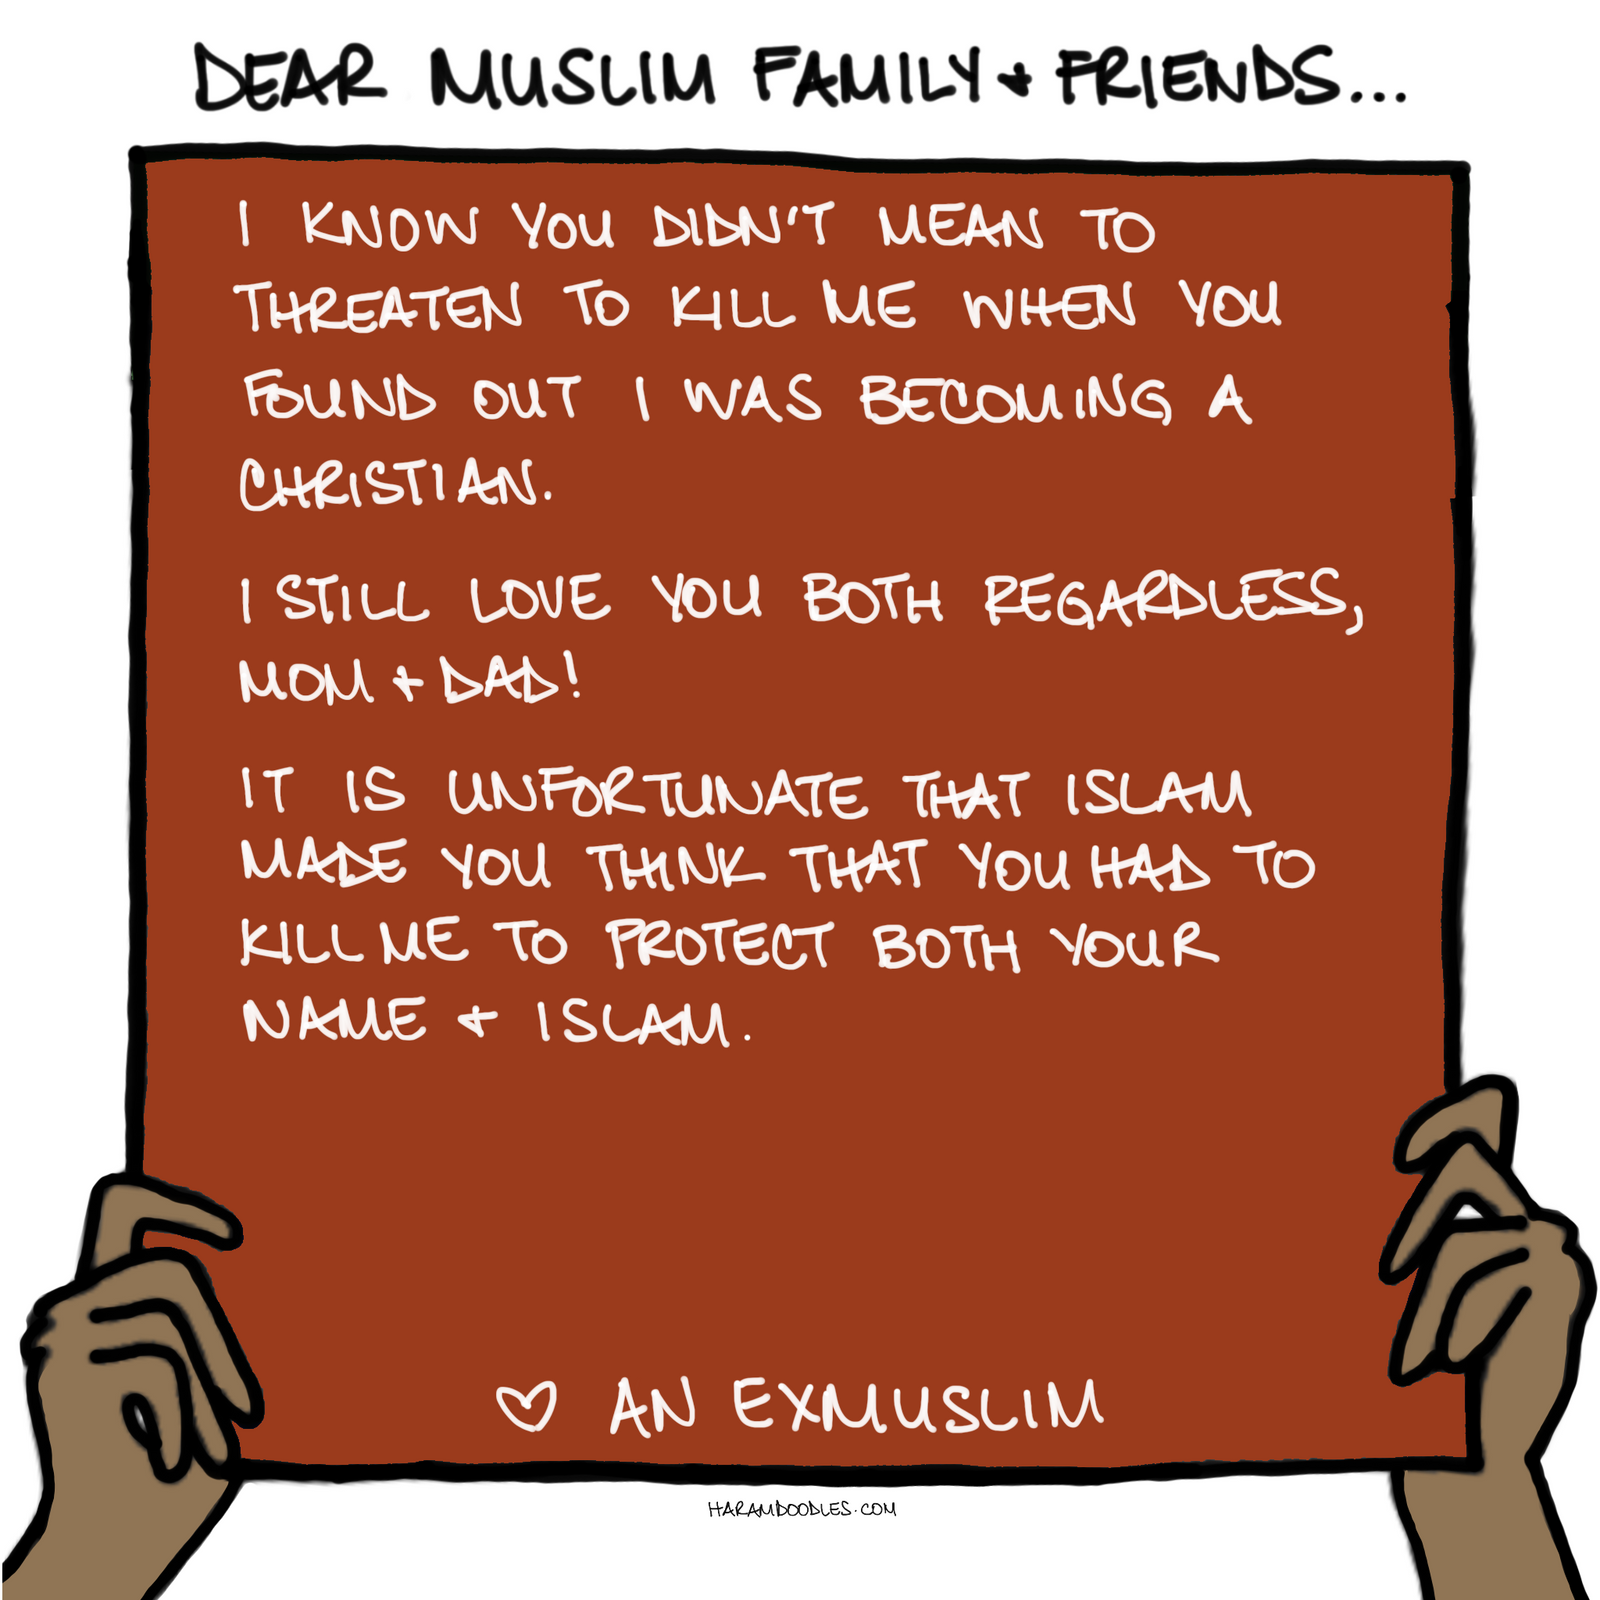 DEAR MUSLIM FAMILY & FRIENDS...
I KNOW YOU DIDN'T MEAN TO
THREATEN TO KILL ME WHEN YOU
FOUND OUT I WAS BECOMING A
CHRISTIAN.
I STILL LOVE YOU BOTH REGARDLESS,
MOM & DAD!
IT IS UNFORTUNATE THAT ISLAM
MADE YOU THINK THAT YOU HAD TO
KILL ME TO PROTECT BOTH YOUR
NAME & ISLAM.
♡ AN EXMUSLIM
HARAMDOODLES.COM